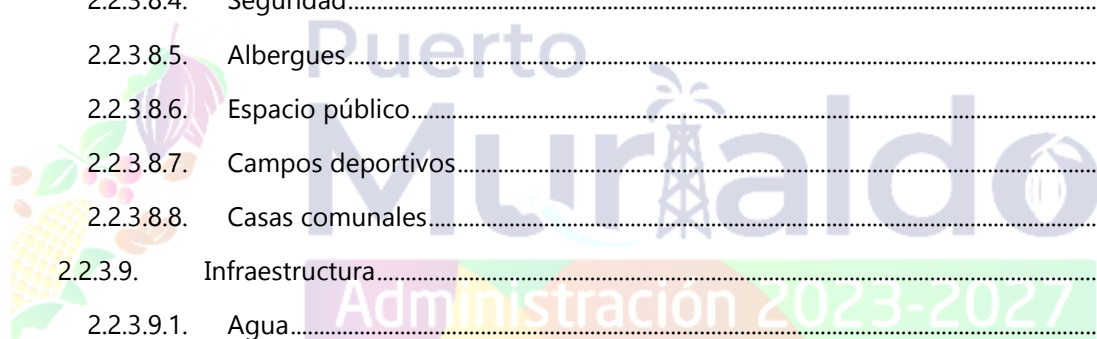 2.2.3.8.4. Seguridad
2.2.3.8.5. Albergues
2.2.3.8.6. Espacio público
2.2.3.8.7. Campos deportivos
2.2.3.8.8. Casas comunales
2.2.3.9. Infraestructura
2.2.3.9.1. Agua
Puerto
Murialdo
Administración 2023-2027